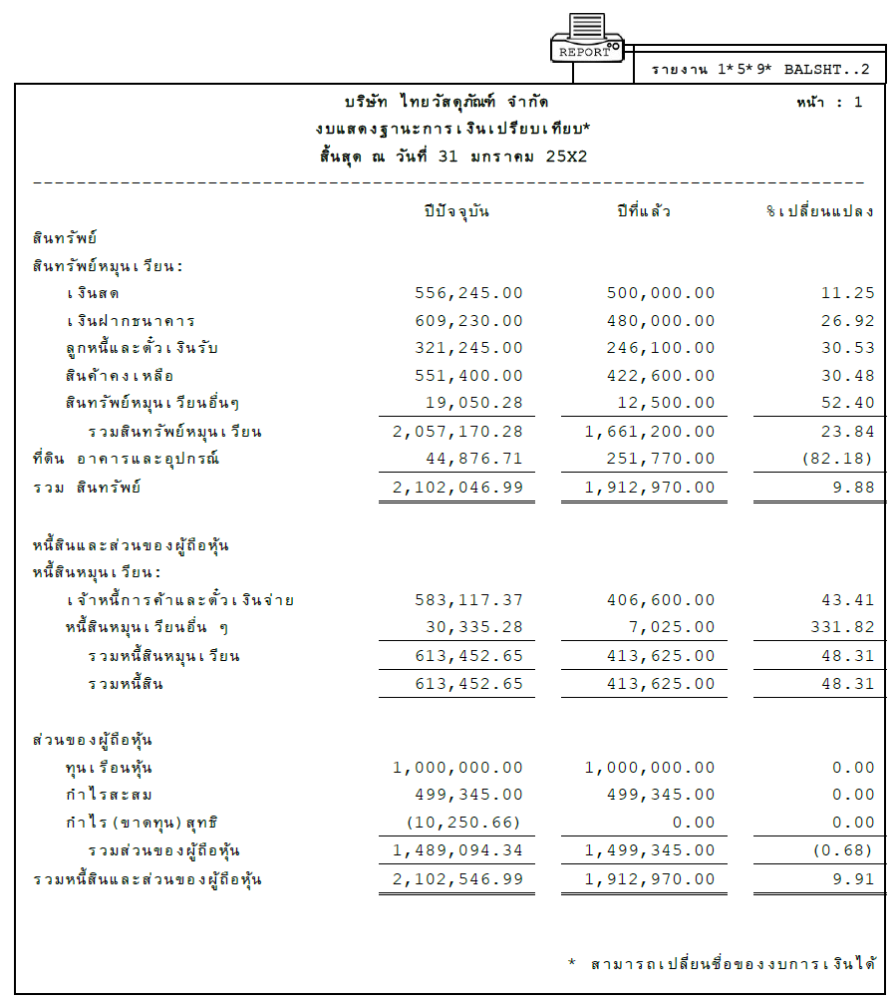 REPORT
รายงาน 1*5*9* BALSHT..2
บริษัท ไทยวัสดุภัณฑ์ จำกัด หน้า : 1
งบแสดงฐานะการเงินเปรียบเทียบ*
สิ้นสุด ณ วันที่ 31 มกราคม 25X2
ปีปัจจุบัน ปีที่แล้ว %เปลี่ยนแปลง
สินทรัพย์
สินทรัพย์หมุนเวียน:
เงินสด 556,245.00 500,000.00 11.25
เงินฝากธนาคาร 609,230.00 480,000.00 26.92
ลูกหนี้และตั๋วเงินรับ 321,245.00 246,100.00 30.53
สินค้าคงเหลือ 551,400.00 422,600.00 30.48
สินทรัพย์หมุนเวียนอื่นๆ 19,050.28 12,500.00 52.40
รวมสินทรัพย์หมุนเวียน 2,057,170.28 1,661,200.00 23.84
ที่ดิน อาคารและอุปกรณ์ 44,876.71 251,770.00 (82.18)
รวม สินทรัพย์ 2,102,046.99 1,912,970.00 9.88
หนี้สินและส่วนของผู้ถือหุ้น
หนี้สินหมุนเวียน:
เจ้าหนี้การค้าและตั๋วเงินจ่าย 583,117.37 406,600.00 43.41
หนี้สินหมุนเวียนอื่น ๆ 30,335.28 7,025.00 331.82
รวมหนี้สินหมุนเวียน 613,452.65 413,625.00 48.31
รวมหนี้สิน 613,452.65 413,625.00 48.31
ส่วนของผู้ถือหุ้น
ทุนเรือนหุ้น 1,000,000.00 1,000,000.00 0.00
กำไรสะสม 499,345.00 499,345.00 0.00
กำไร(ขาดทุน)สุทธิ (10,250.66) 0.00 0.00
รวมส่วนของผู้ถือหุ้น 1,489,094.34 1,499,345.00 (0.68)
รวมหนี้สินและส่วนของผู้ถือหุ้น 2,102,546.99 1,912,970.00 9.91
* สามารถเปลี่ยนชื่อของงบการเงินได้